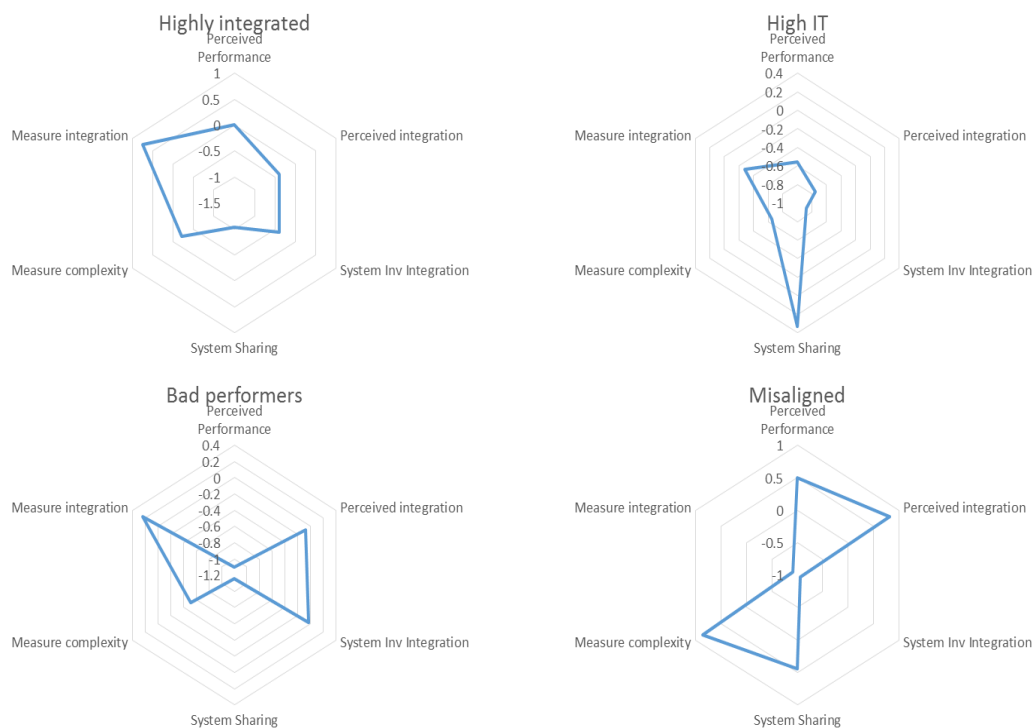 Highly integrated
Perceived
Performance
1
0.5
0
-0.5
-1
-1.5
Measure integration
Perceived integration
Measure complexity
System Inv Integration
System Sharing
High IT
Perceived
Performance
0.4
0.2
0
-0.2
-0.4
-0.6
-0.8
-1
Measure integration
Perceived integration
Measure complexity
System Inv Integration
System Sharing
Bad performers
Perceived
Performance
0.4
0.2
0
-0.2
-0.4
-0.6
-0.8
-1
-1.2
Measure integration
Perceived integration
Measure complexity
System Inv Integration
System Sharing
Misaligned
Perceived
Performance
1
0.5
0
-0.5
-1
Measure integration
Perceived integration
Measure complexity
System Inv Integration
System Sharing